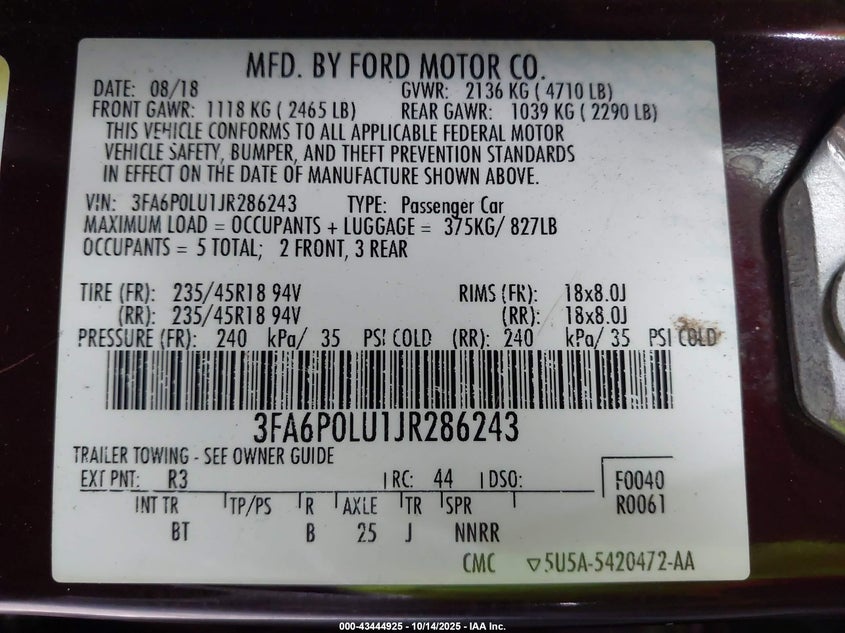 MFD. BY FORD MOTOR CO.
DATE: 08/18 GVWR: 2136 KG ( 4710 LB)
FRONT GAWR: 1118 KG ( 2465 LB) REAR GAWR: 1039 KG ( 2290 LB)
THIS VEHICLE CONFORMS TO ALL APPLICABLE FEDERAL MOTOR
VEHICLE SAFETY, BUMPER, AND THEFT PREVENTION STANDARDS
IN EFFECT ON THE DATE OF MANUFACTURE SHOWN ABOVE.
VIN: 3FA6P0LU1JR286243 TYPE: Passenger Car
MAXIMUM LOAD = OCCUPANTS + LUGGAGE = 375KG/ 827LB
OCCUPANTS = 5 TOTAL; 2 FRONT, 3 REAR
TIRE (FR): 235/45R18 94V RIMS (FR): 18x8.0J
(RR): 235/45R18 94V (RR): 18x8.0J
PRESSURE (FR): 240 kPa/ 35 PSI COLD (RR): 240 kPa/ 35 PSI COLD
3FA6P0LU1JR286243
TRAILER TOWING - SEE OWNER GUIDE
EXT PNT: R3 RC: 44 DSO: F0040
INT TR TP/PS R AXLE TR SPR R0061
BT B 25 J NNRR
CMC ▽5U5A-5420472-AA
000-43444925 - 10/14/2025 - IAA Inc.